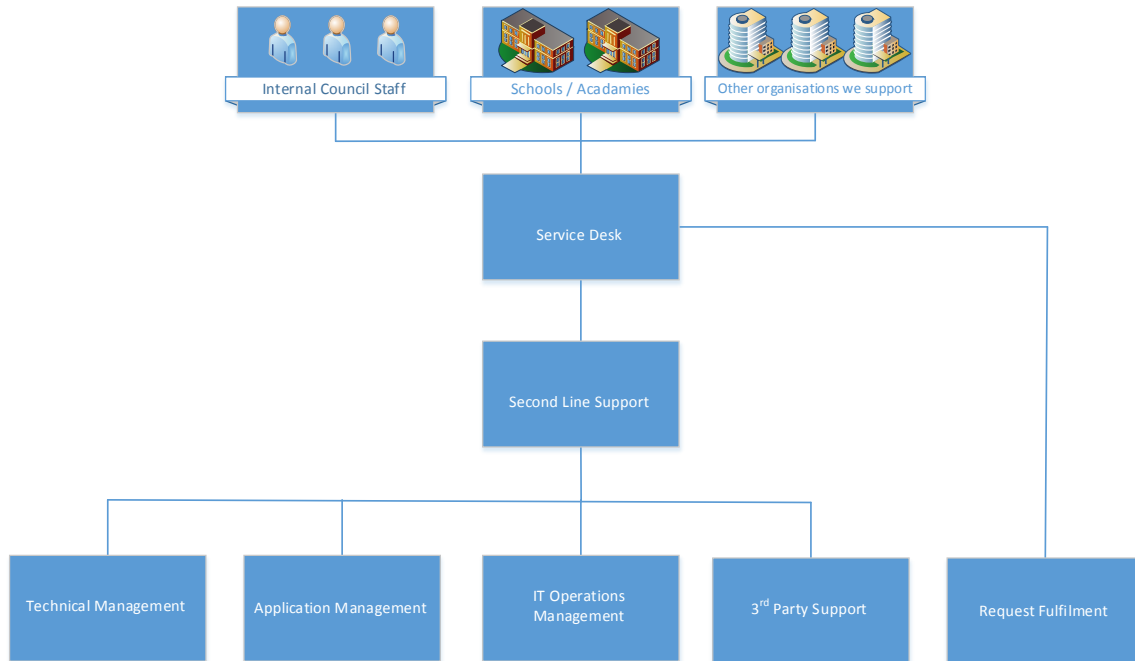 Internal Council Staff
Schools / Acadamies
Other organisations we support
Service Desk
Second Line Support
Technical Management
Application Management
IT Operations
Management
3rd Party Support
Request Fulfilment